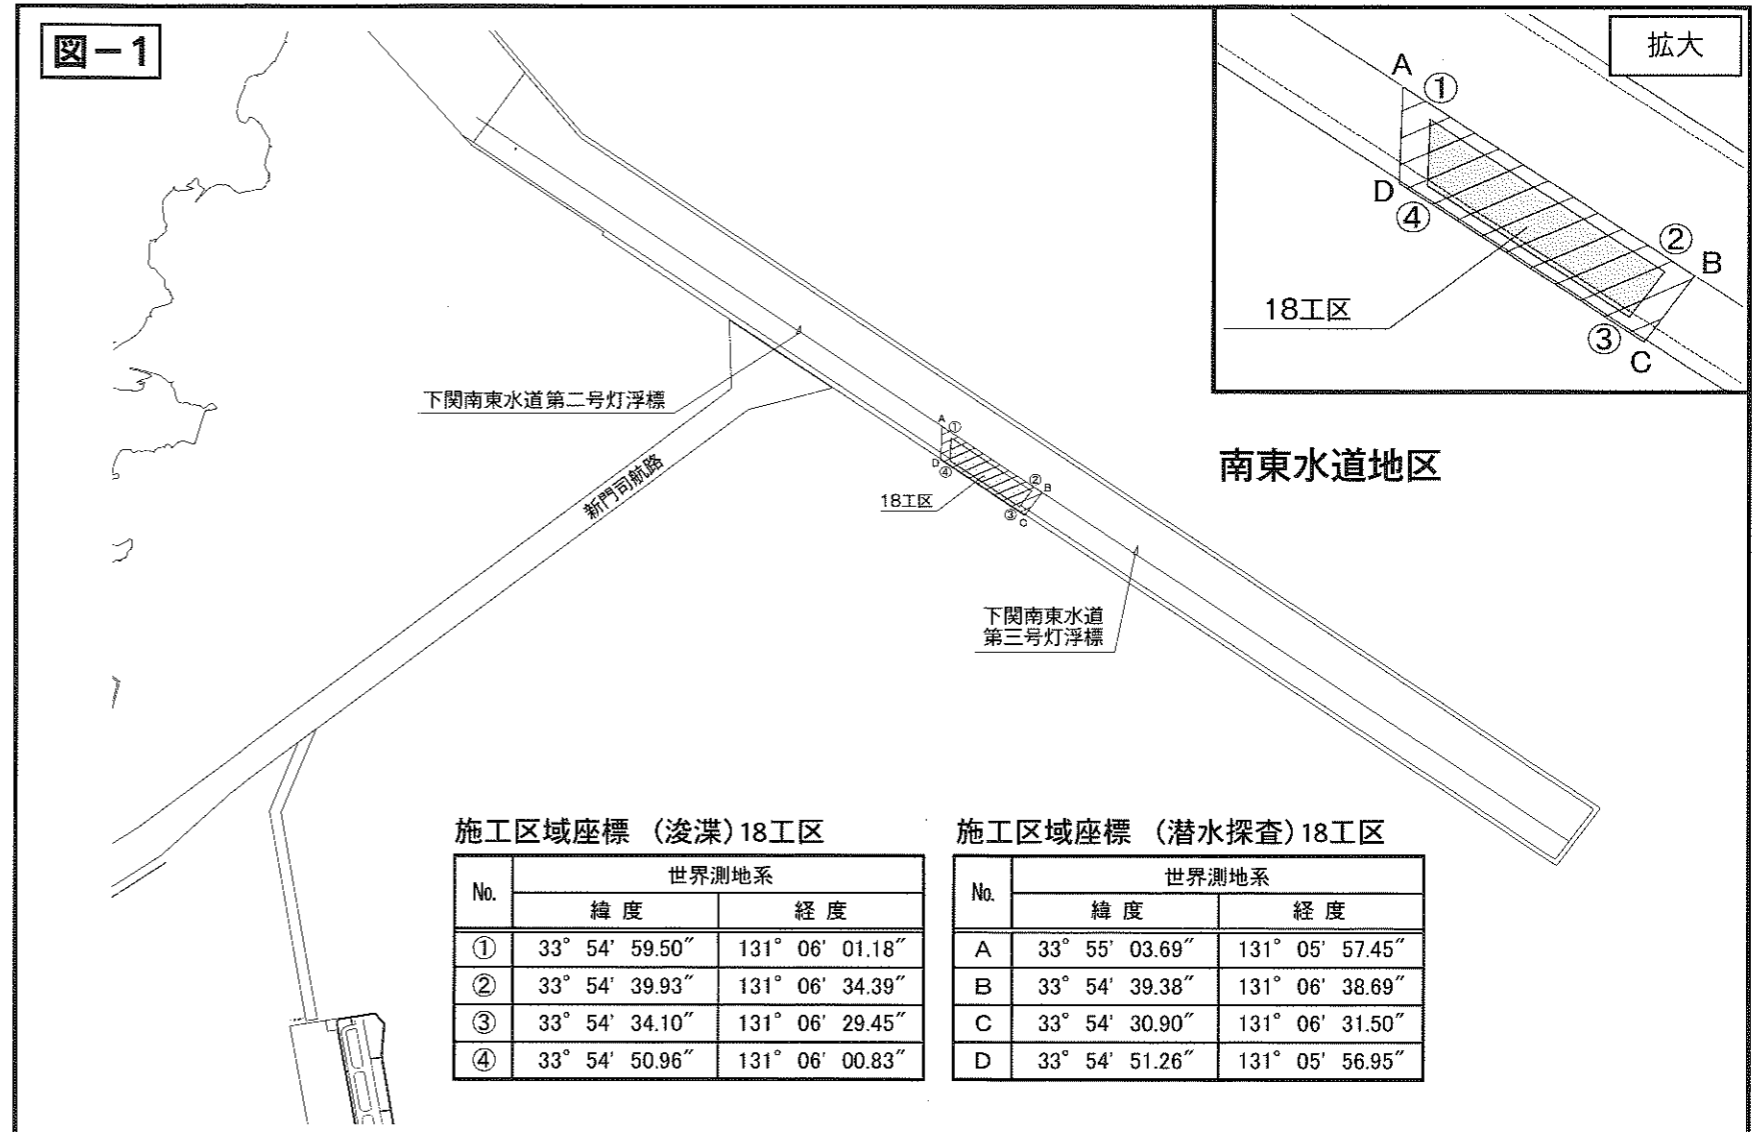 図－1
拡大
A
①
②
B
D
④
18工区
③
C
南東水道地区
下関南東水道第二号灯浮標
新門司航路
A
①
②
B
D
④
18工区
③
C
下関南東水道
第三号灯浮標
施工区域座標 （浚渫）18工区
No. 世界測地系
緯 度 経 度
① 33° 54′ 59.50″ 131° 06′ 01.18″
② 33° 54′ 39.93″ 131° 06′ 34.39″
③ 33° 54′ 34.10″ 131° 06′ 29.45″
④ 33° 54′ 50.96″ 131° 06′ 00.83″
施工区域座標 （潜水探査）18工区
No. 世界測地系
緯 度 経 度
A 33° 55′ 03.69″ 131° 05′ 57.45″
B 33° 54′ 39.38″ 131° 06′ 38.69″
C 33° 54′ 30.90″ 131° 06′ 31.50″
D 33° 54′ 51.26″ 131° 05′ 56.95″